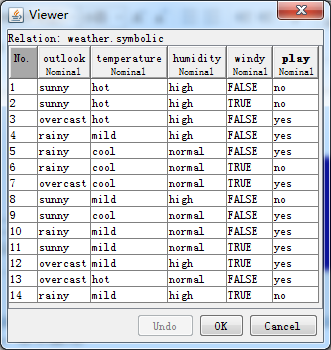 Viewer
Relation: weather.symbolic
No. outlook temperature humidity windy play
Nominal Nominal Nominal Nominal Nominal
1 sunny hot high FALSE no
2 sunny hot high TRUE no
3 overcast hot high FALSE yes
4 rainy mild high FALSE yes
5 rainy cool normal FALSE yes
6 rainy cool normal TRUE no
7 overcast cool normal TRUE yes
8 sunny mild high FALSE no
9 sunny cool normal FALSE yes
10 rainy mild normal FALSE yes
11 sunny mild normal TRUE yes
12 overcast mild high TRUE yes
13 overcast hot normal FALSE yes
14 rainy mild high TRUE no
Undo OK Cancel